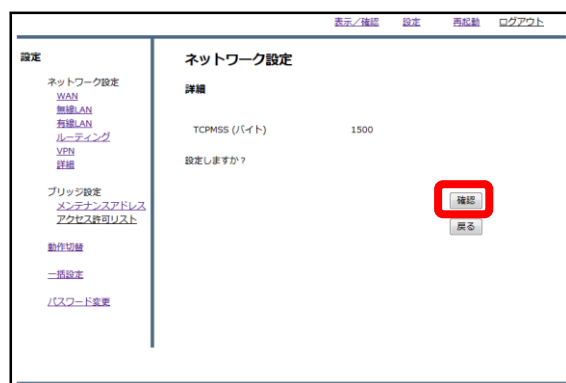 表示／確認 設定 再起動 ログアウト
設定
ネットワーク設定
WAN
無線LAN
有線LAN
ルーティング
VPN
詳細
ブリッジ設定
メンテナンスアドレス
アクセス許可リスト
動作切替
一括設定
パスワード変更
ネットワーク設定
詳細
TCPMSS (バイト) 1500
設定しますか？
確認
戻る